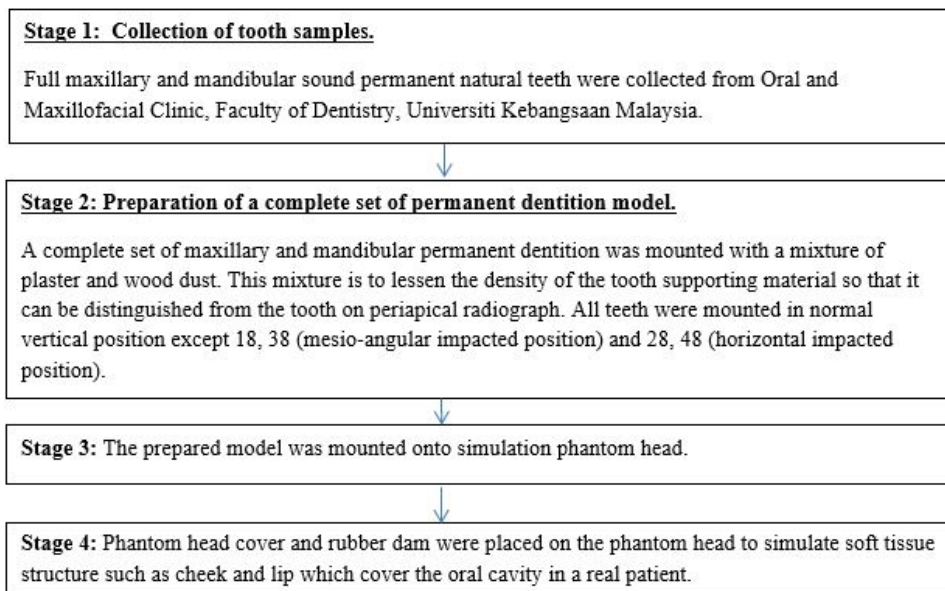 Stage 1:  Collection of tooth samples.
Full maxillary and mandibular sound permanent natural teeth were collected from Oral and
Maxillofacial Clinic, Faculty of Dentistry, Universiti Kebangsaan Malaysia.
Stage 2: Preparation of a complete set of permanent dentition model.
A complete set of maxillary and mandibular permanent dentition was mounted with a mixture of
plaster and wood dust. This mixture is to lessen the density of the tooth supporting material so that it
can be distinguished from the tooth on periapical radiograph. All teeth were mounted in normal
vertical position except 18, 38 (mesio-angular impacted position) and 28, 48 (horizontal impacted
position).
Stage 3: The prepared model was mounted onto simulation phantom head.
Stage 4: Phantom head cover and rubber dam were placed on the phantom head to simulate soft tissue
structure such as cheek and lip which cover the oral cavity in a real patient.